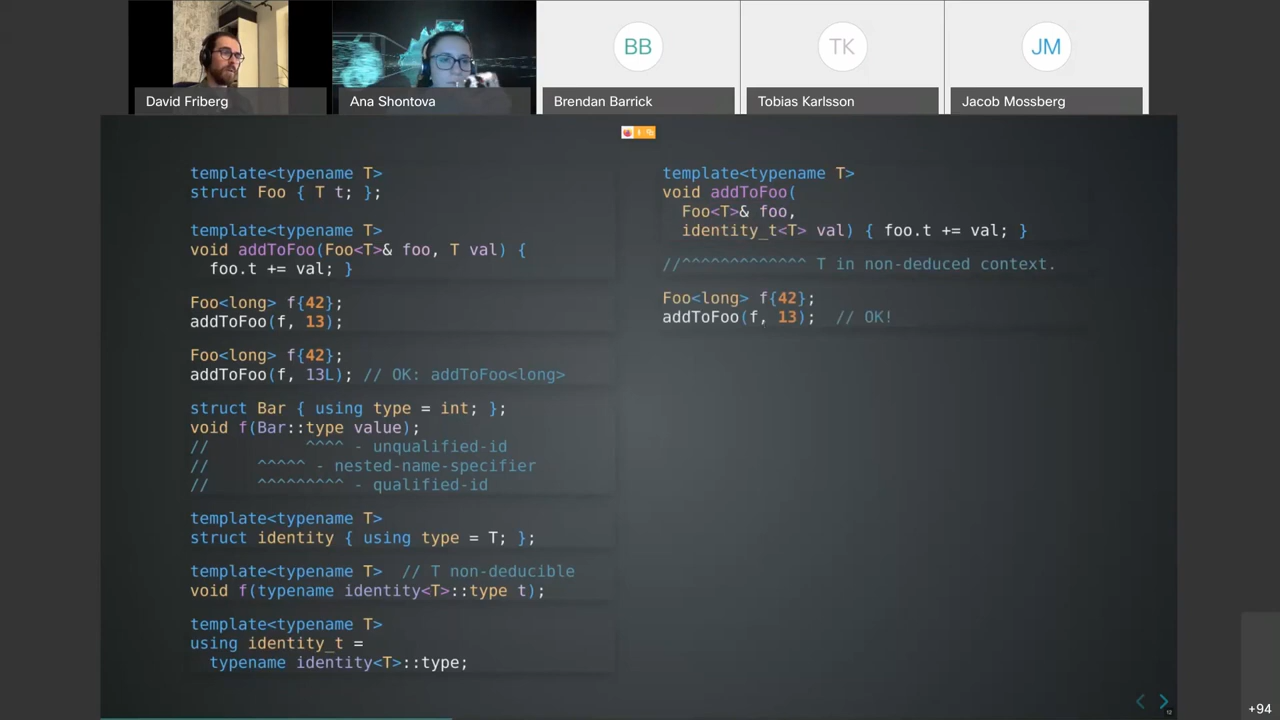 David Friberg
Ana Shontova
BB
Brendan Barrick
TK
Tobias Karlsson
JM
Jacob Mossberg
template<typename T>
struct Foo { T t; };
template<typename T>
void addToFoo(Foo<T>& foo, T val) {
foo.t += val; }
Foo<long> f{42};
addToFoo(f, 13);
Foo<long> f{42};
addToFoo(f, 13L); // OK: addToFoo<long>
struct Bar { using type = int; };
void f(Bar::type value);
// ^^^^ - unqualified-id
// ^^^^^ - nested-name-specifier
// ^^^^^^^^^ - qualified-id
template<typename T>
struct identity { using type = T; };
template<typename T> // T non-deducible
void f(typename identity<T>::type t);
template<typename T>
using identity_t =
typename identity<T>::type;
template<typename T>
void addToFoo(
Foo<T>& foo,
identity_t<T> val) { foo.t += val; }
//^^^^^^^^^^^^^ T in non-deduced context.
Foo<long> f{42};
addToFoo(f, 13); // OK!
12
+94